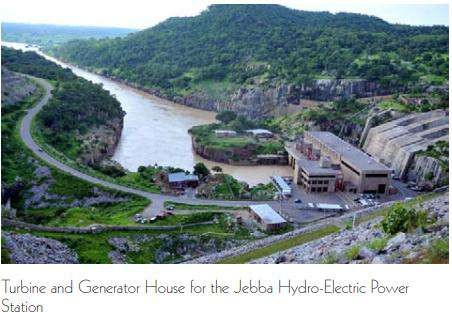 Turbine and Generator House for the Jebba Hydro-Electric Power
Station